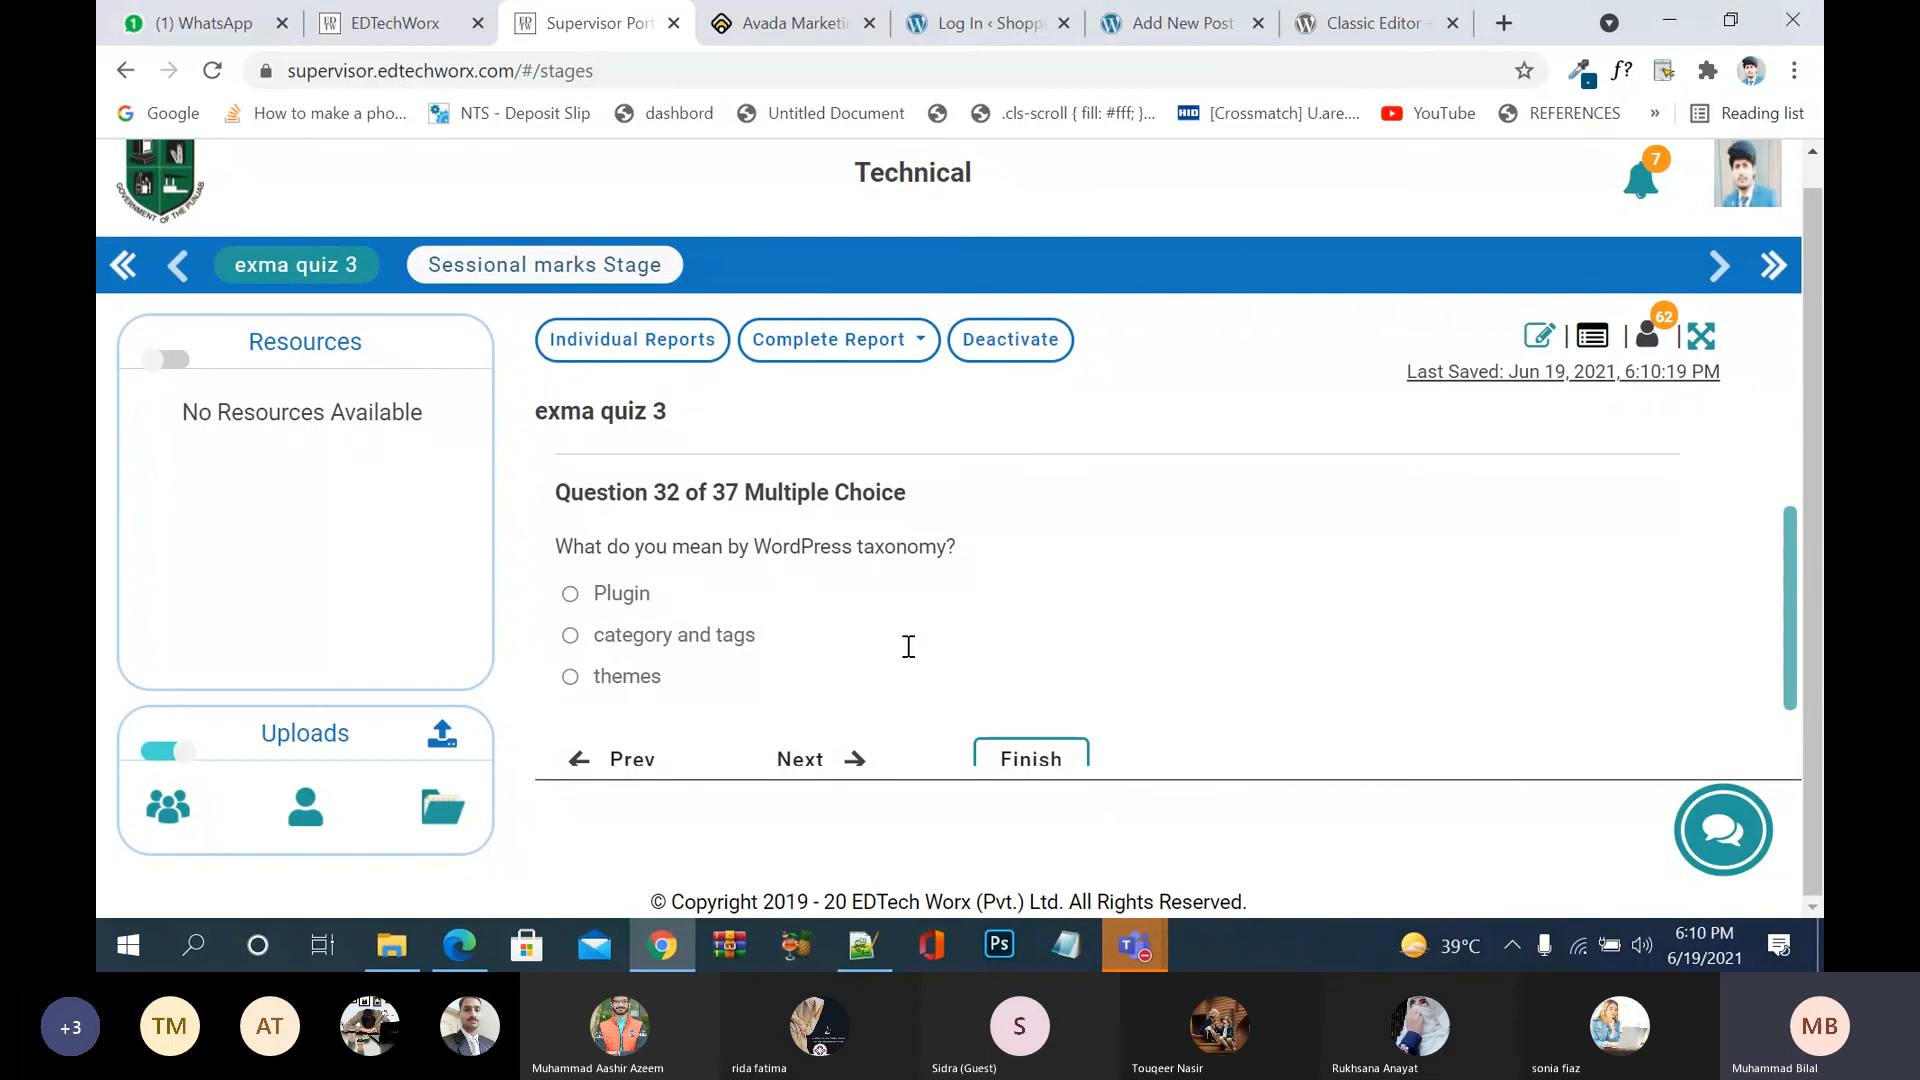 (1) WhatsApp
EDTechWorx
Supervisor Port
Avada Marketi
Log In ‹ Shopp
Add New Post
Classic Editor –
supervisor.edtechworx.com/#/stages
f?
Google
How to make a pho...
NTS - Deposit Slip
dashbord
Untitled Document
.cls-scroll { fill: #fff; }...
HID
[Crossmatch] U.are....
YouTube
REFERENCES
»
Reading list
GOVERNMENT OF THE PUNJAB
Technical
7
exma quiz 3
Sessional marks Stage
Resources
No Resources Available
Individual Reports
Complete Report
Deactivate
62
Last Saved: Jun 19, 2021, 6:10:19 PM
exma quiz 3
Question 32 of 37 Multiple Choice
What do you mean by WordPress taxonomy?
Plugin
category and tags
themes
Prev
Next
Finish
Uploads
© Copyright 2019 - 20 EDTech Worx (Pvt.) Ltd. All Rights Reserved.
Ps
39°C
6:10 PM
6/19/2021
+3
TM
AT
S
MB
Muhammad Aashir Azeem
rida fatima
Sidra (Guest)
Touqeer Nasir
Rukhsana Anayat
sonia fiaz
Muhammad Bilal